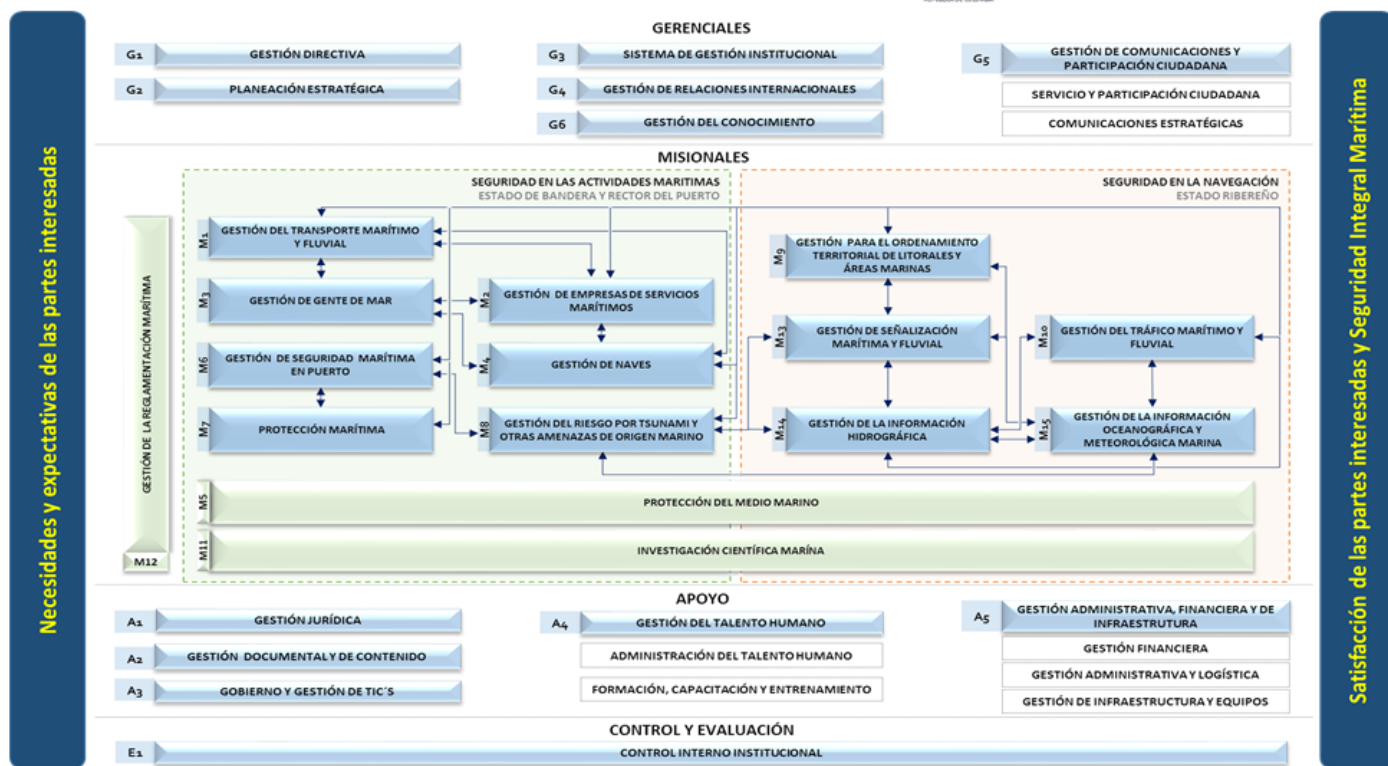 Necesidades y expectativas de las partes interesadas
GERENCIALES
G1
GESTIÓN DIRECTIVA
G2
PLANEACIÓN ESTRATÉGICA
G3
SISTEMA DE GESTIÓN INSTITUCIONAL
G4
GESTIÓN DE RELACIONES INTERNACIONALES
G6
GESTIÓN DEL CONOCIMIENTO
G5
GESTIÓN DE COMUNICACIONES Y
PARTICIPACIÓN CIUDADANA
SERVICIO Y PARTICIPACIÓN CIUDADANA
COMUNICACIONES ESTRATÉGICAS
MISIONALES
GESTIÓN DE LA REGLAMENTACIÓN MARÍTIMA
M12
SEGURIDAD EN LAS ACTIVIDADES MARITIMAS
ESTADO DE BANDERA Y RECTOR DEL PUERTO
M1
GESTIÓN DEL TRANSPORTE MARÍTIMO
Y FLUVIAL
M3
GESTIÓN DE GENTE DE MAR
M2
GESTIÓN DE EMPRESAS DE SERVICIOS
MARÍTIMOS
M6
GESTIÓN DE SEGURIDAD MARÍTIMA
EN PUERTO
M4
GESTIÓN DE NAVES
M7
PROTECCIÓN MARÍTIMA
M8
GESTIÓN DEL RIESGO POR TSUNAMI Y
OTRAS AMENAZAS DE ORIGEN MARINO
SEGURIDAD EN LA NAVEGACIÓN
ESTADO RIBEREÑO
M9
GESTIÓN PARA EL ORDENAMIENTO
TERRITORIAL DE LITORALES Y
ÁREAS MARINAS
M13
GESTIÓN DE SEÑALIZACIÓN
MARÍTIMA Y FLUVIAL
M10
GESTIÓN DEL TRÁFICO MARÍTIMO Y
FLUVIAL
M14
GESTIÓN DE LA INFORMACIÓN
HIDROGRÁFICA
M15
GESTIÓN DE LA INFORMACIÓN
OCEANOGRÁFICA Y
METEOROLÓGICA MARINA
M5
PROTECCIÓN DEL MEDIO MARINO
M11
INVESTIGACIÓN CIENTÍFICA MARÍNA
APOYO
A1
GESTIÓN JURÍDICA
A2
GESTIÓN DOCUMENTAL Y DE CONTENIDO
A3
GOBIERNO Y GESTIÓN DE TIC´S
A4
GESTIÓN DEL TALENTO HUMANO
ADMINISTRACIÓN DEL TALENTO HUMANO
FORMACIÓN, CAPACITACIÓN Y ENTRENAMIENTO
A5
GESTIÓN ADMINISTRATIVA, FINANCIERA Y DE
INFRAESTRUTURA
GESTIÓN FINANCIERA
GESTIÓN ADMINISTRATIVA Y LOGÍSTICA
GESTIÓN DE INFRAESTRUCTURA Y EQUIPOS
CONTROL Y EVALUACIÓN
E1
CONTROL INTERNO INSTITUCIONAL
Satisfacción de las partes interesadas y Seguridad Integral Marítima